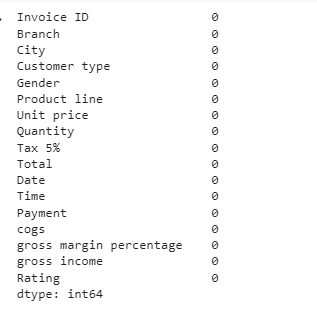 Invoice ID 0
Branch 0
City 0
Customer type 0
Gender 0
Product line 0
Unit price 0
Quantity 0
Tax 5% 0
Total 0
Date 0
Time 0
Payment 0
cogs 0
gross margin percentage 0
gross income 0
Rating 0
dtype: int64